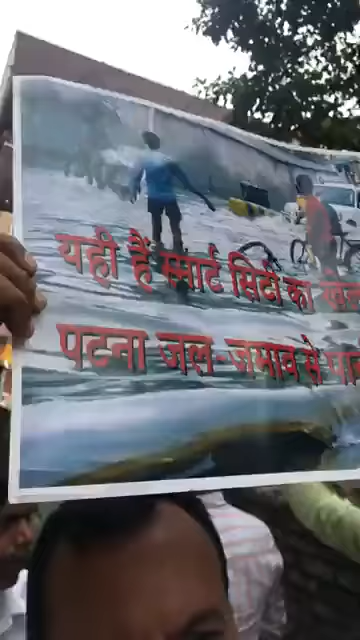 यही हैं स्मार्ट सिटी का
पटना जल-जमाव से